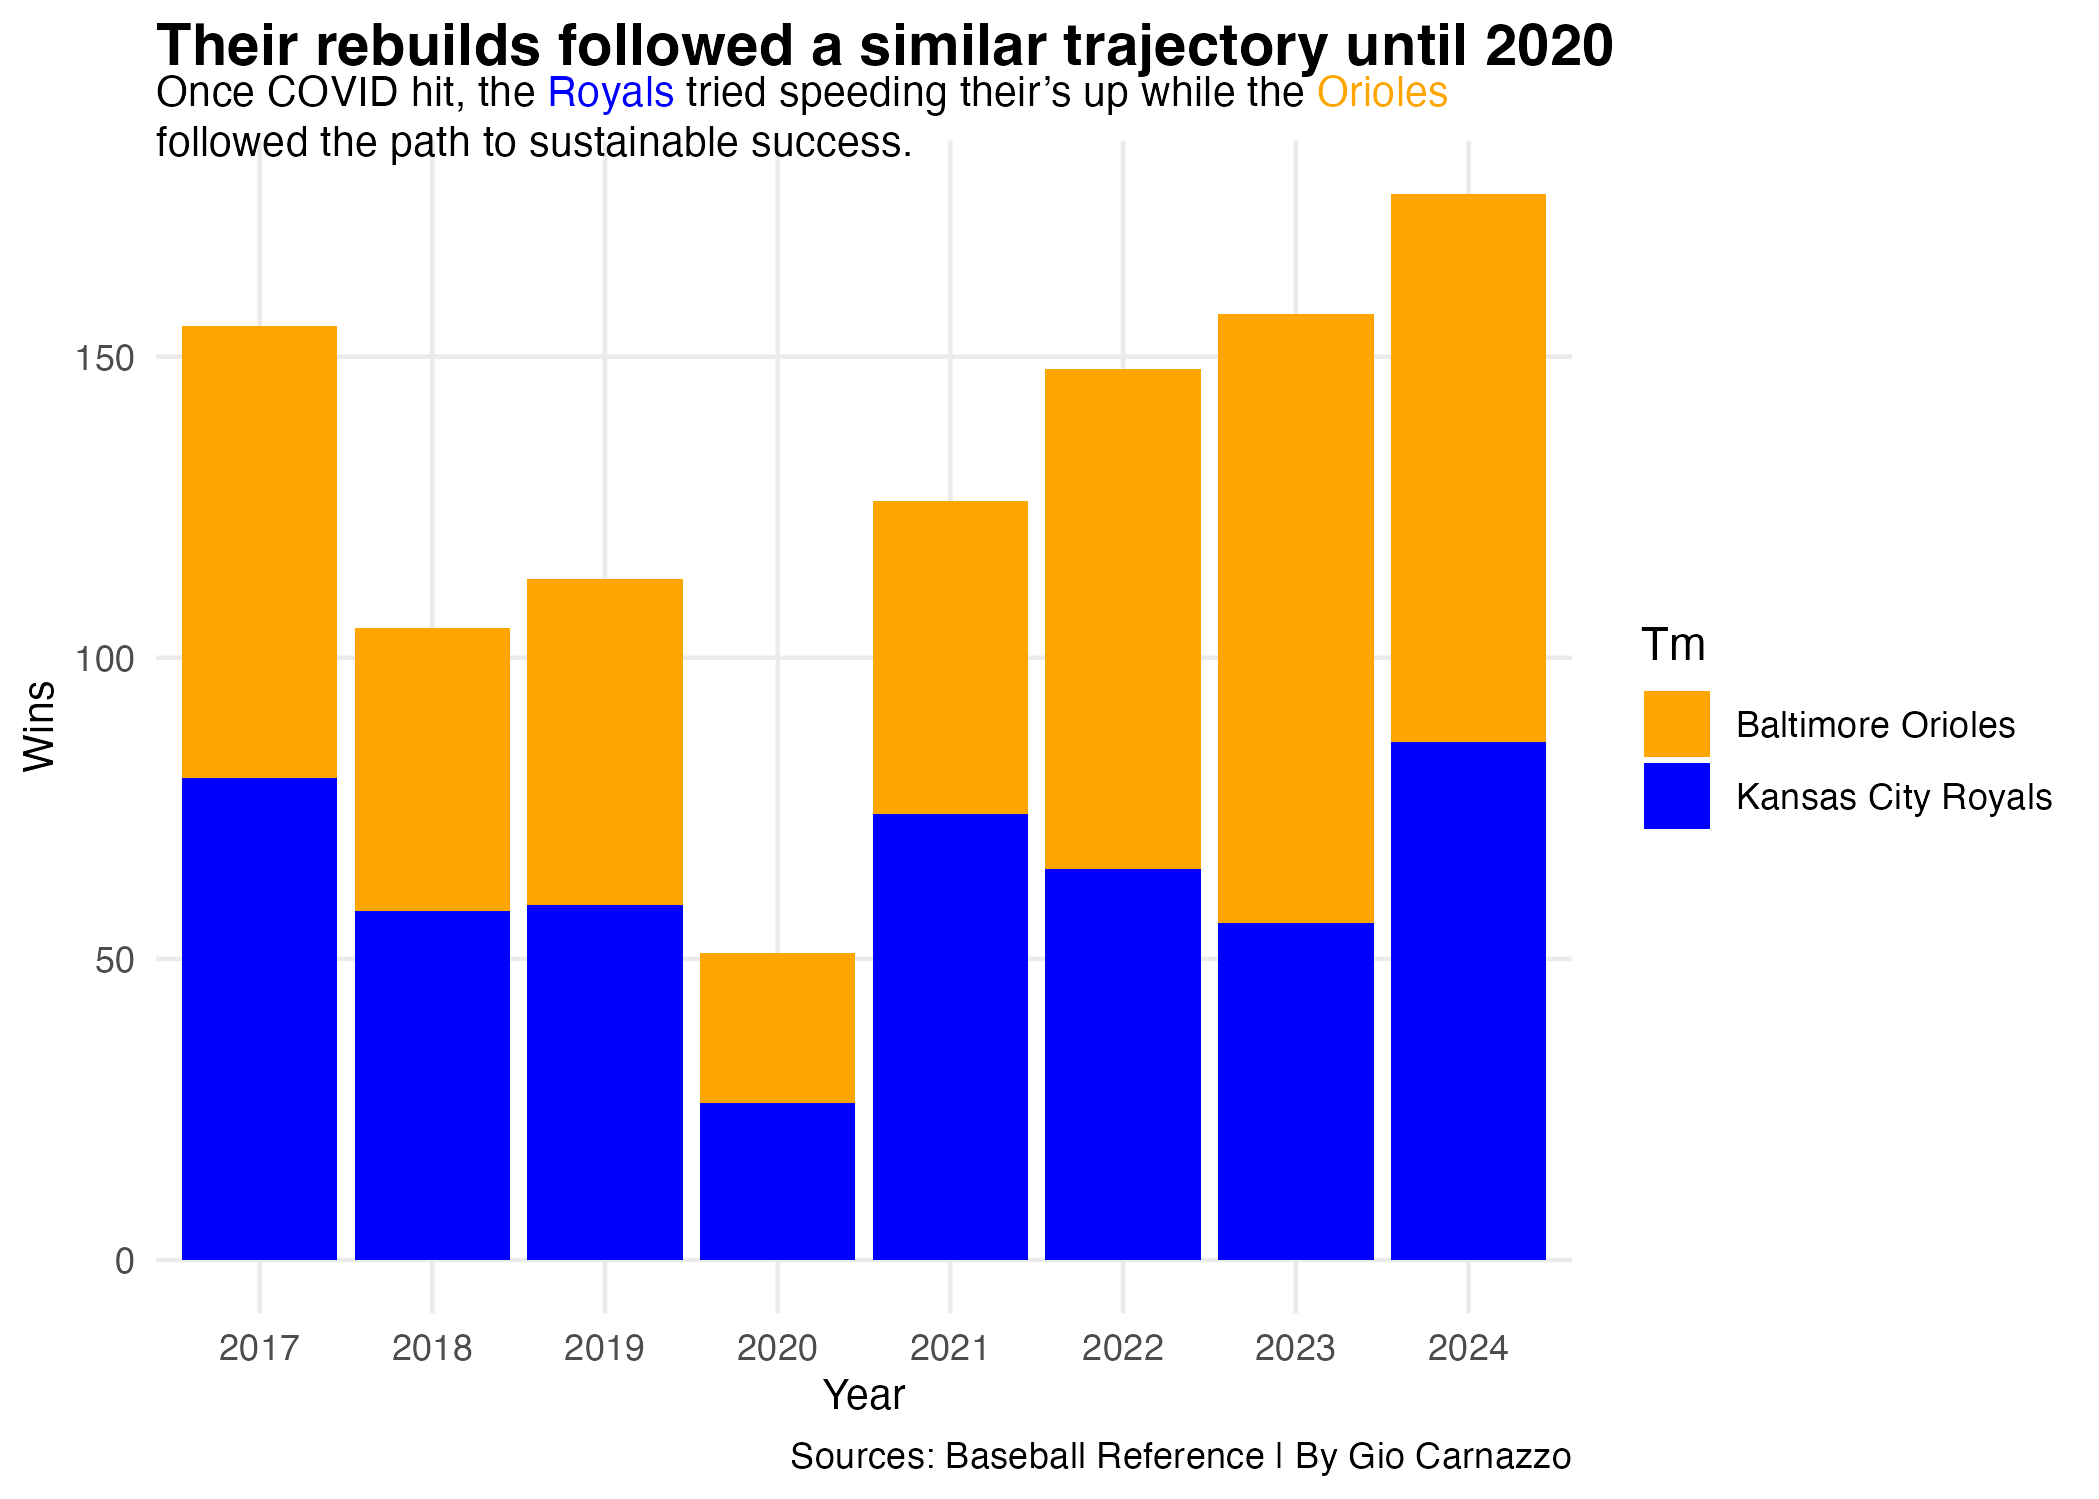 Their rebuilds followed a similar trajectory until 2020
Once COVID hit, the Royals tried speeding their’s up while the Orioles
followed the path to sustainable success.
150
100
50
0
Wins
2017 2018 2019 2020 2021 2022 2023 2024
Year
Tm
Baltimore Orioles
Kansas City Royals
Sources: Baseball Reference | By Gio Carnazzo